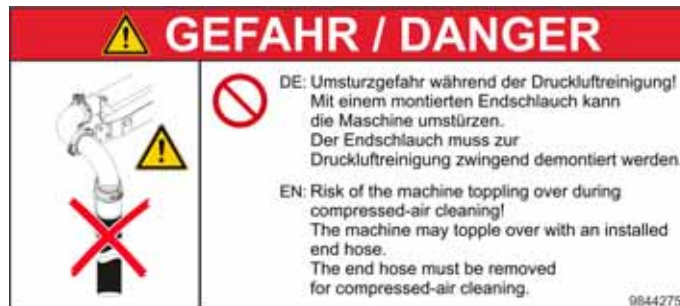 GEFAHR / DANGER
DE: Umsturzgefahr während der Druckluftreinigung!
Mit einem montierten Endschlauch kann
die Maschine umstürzen.
Der Endschlauch muss zur
Druckluftreinigung zwingend demontiert werden
EN: Risk of the machine toppling over during
compressed-air cleaning!
The machine may topple over with an installed
end hose.
The end hose must be removed
for compressed-air cleaning.
9844275